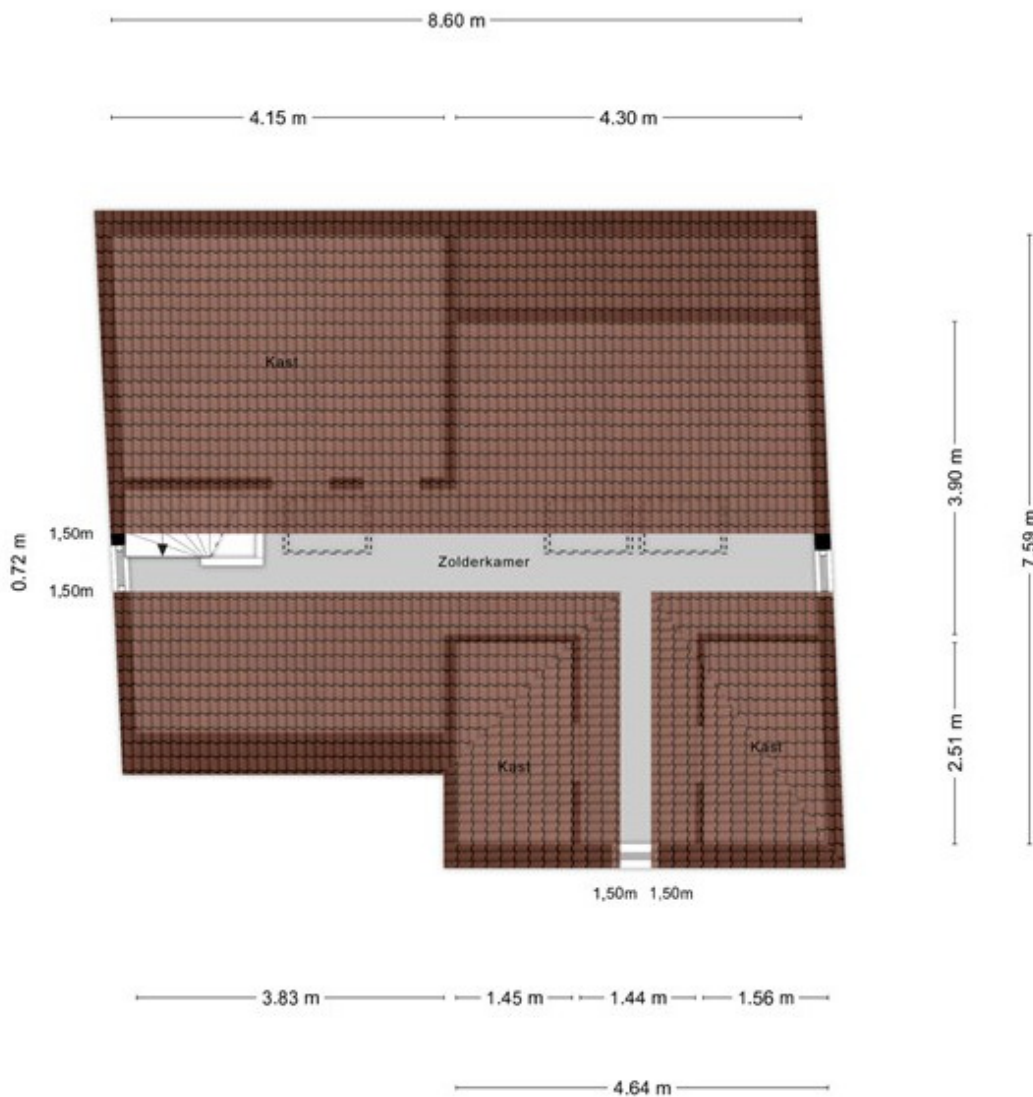 8.60 m
4.15 m
4.30 m
Kast
3.90 m
7.59 m
0.72 m
1,50m
Zolderkamer
1,50m
2.51 m
Kast
Kast
1,50m 1,50m
3.83 m
1.45 m
1.44 m
1.56 m
4.64 m